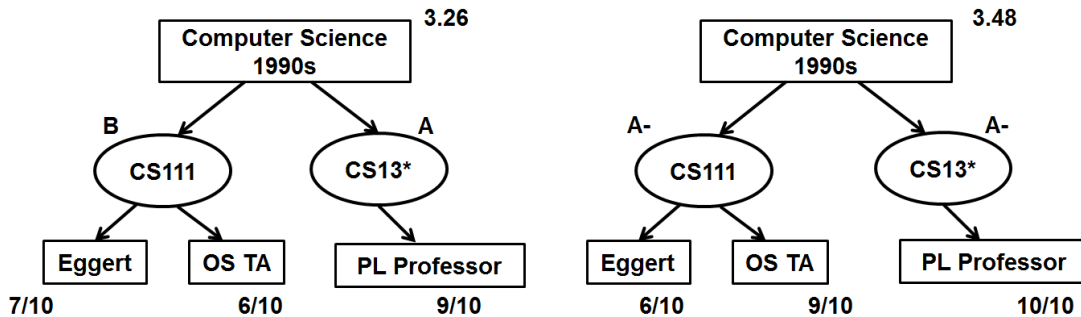 3.26
Computer Science
1990s
B
A
CS111
CS13*
Eggert
OS TA
PL Professor
7/10
6/10
9/10
3.48
Computer Science
1990s
A-
A-
CS111
CS13*
Eggert
OS TA
PL Professor
6/10
9/10
10/10